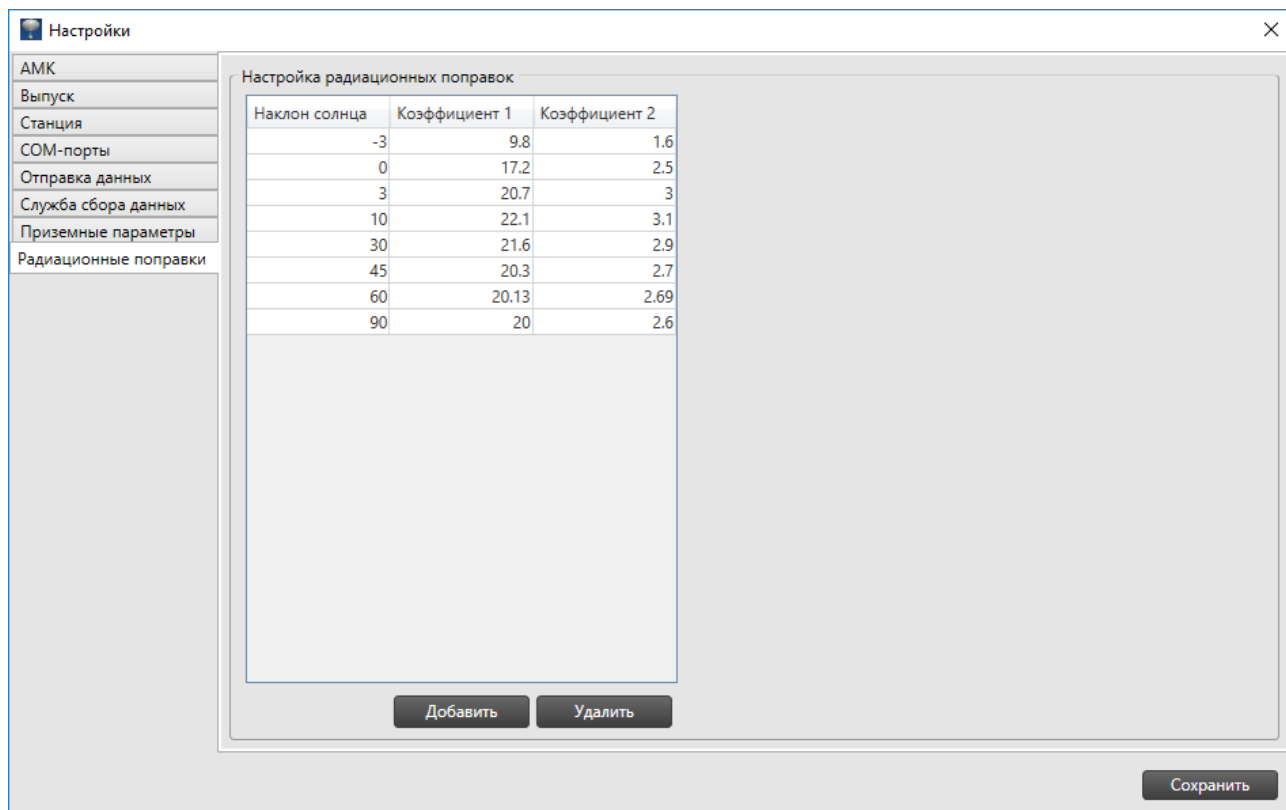 Настройки
АМК
Выпуск
Станция
COM-порты
Отправка данных
Служба сбора данных
Приземные параметры
Радиационные поправки
Настройка радиационных поправок
Наклон солнца Коэффициент 1 Коэффициент 2
-3 9.8 1.6
0 17.2 2.5
3 20.7 3
10 22.1 3.1
30 21.6 2.9
45 20.3 2.7
60 20.13 2.69
90 20 2.6
Добавить Удалить
Сохранить